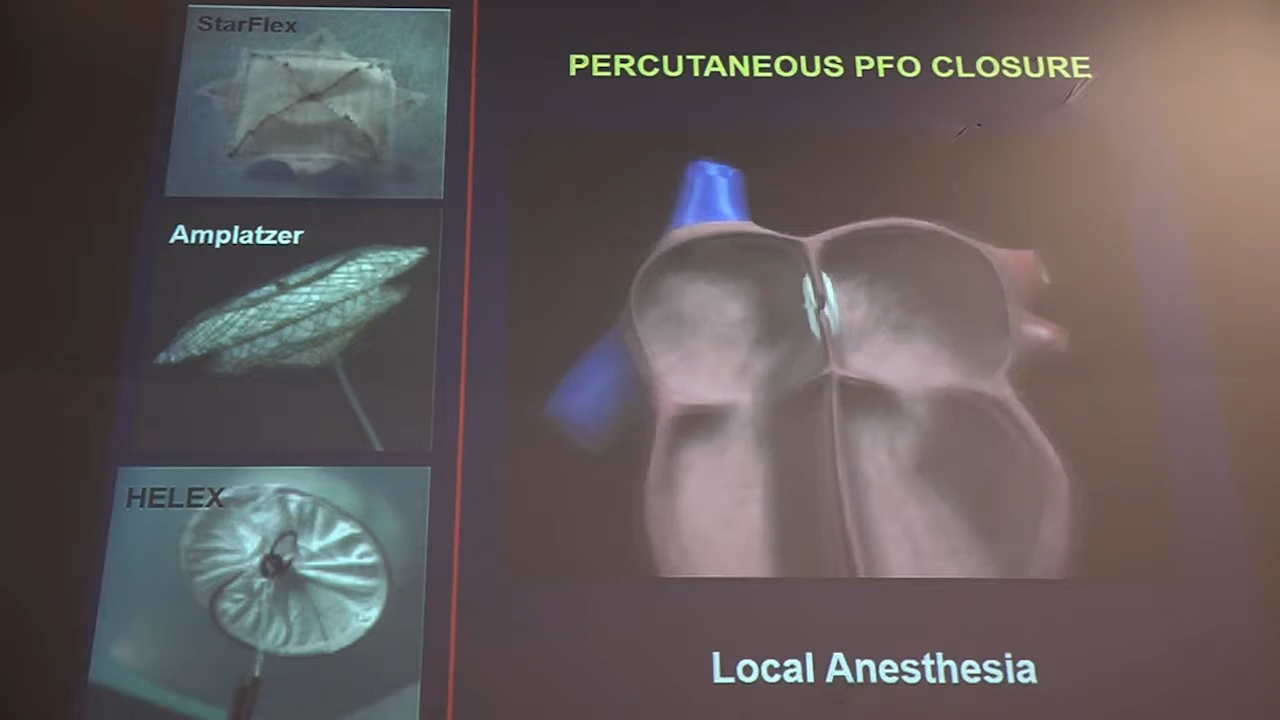 StarFlex
Amplatzer
HELEX
PERCUTANEOUS PFO CLOSURE
Local Anesthesia